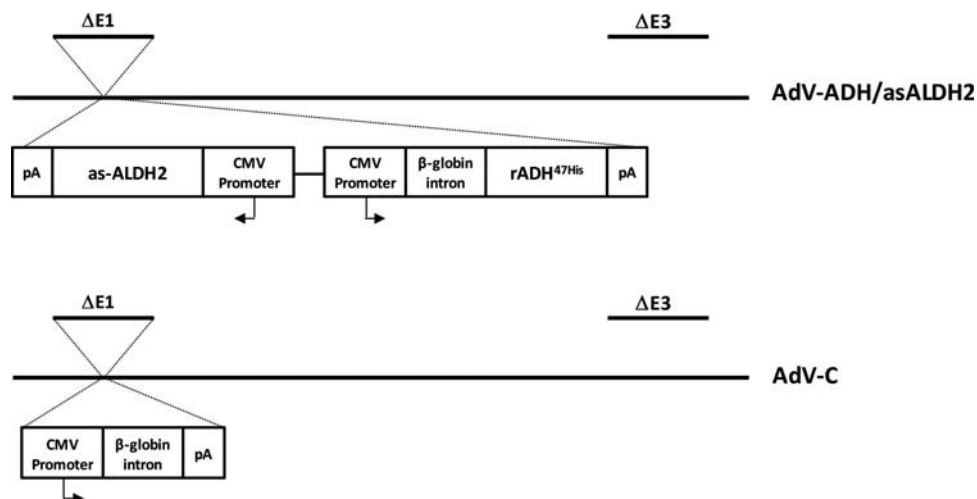 ΔE1
ΔE3
AdV-ADH/asALDH2
pA
as-ALDH2
CMV
Promoter
CMV
Promoter
β-globin
intron
rADH47His
pA
ΔE1
ΔE3
AdV-C
CMV
Promoter
β-globin
intron
pA